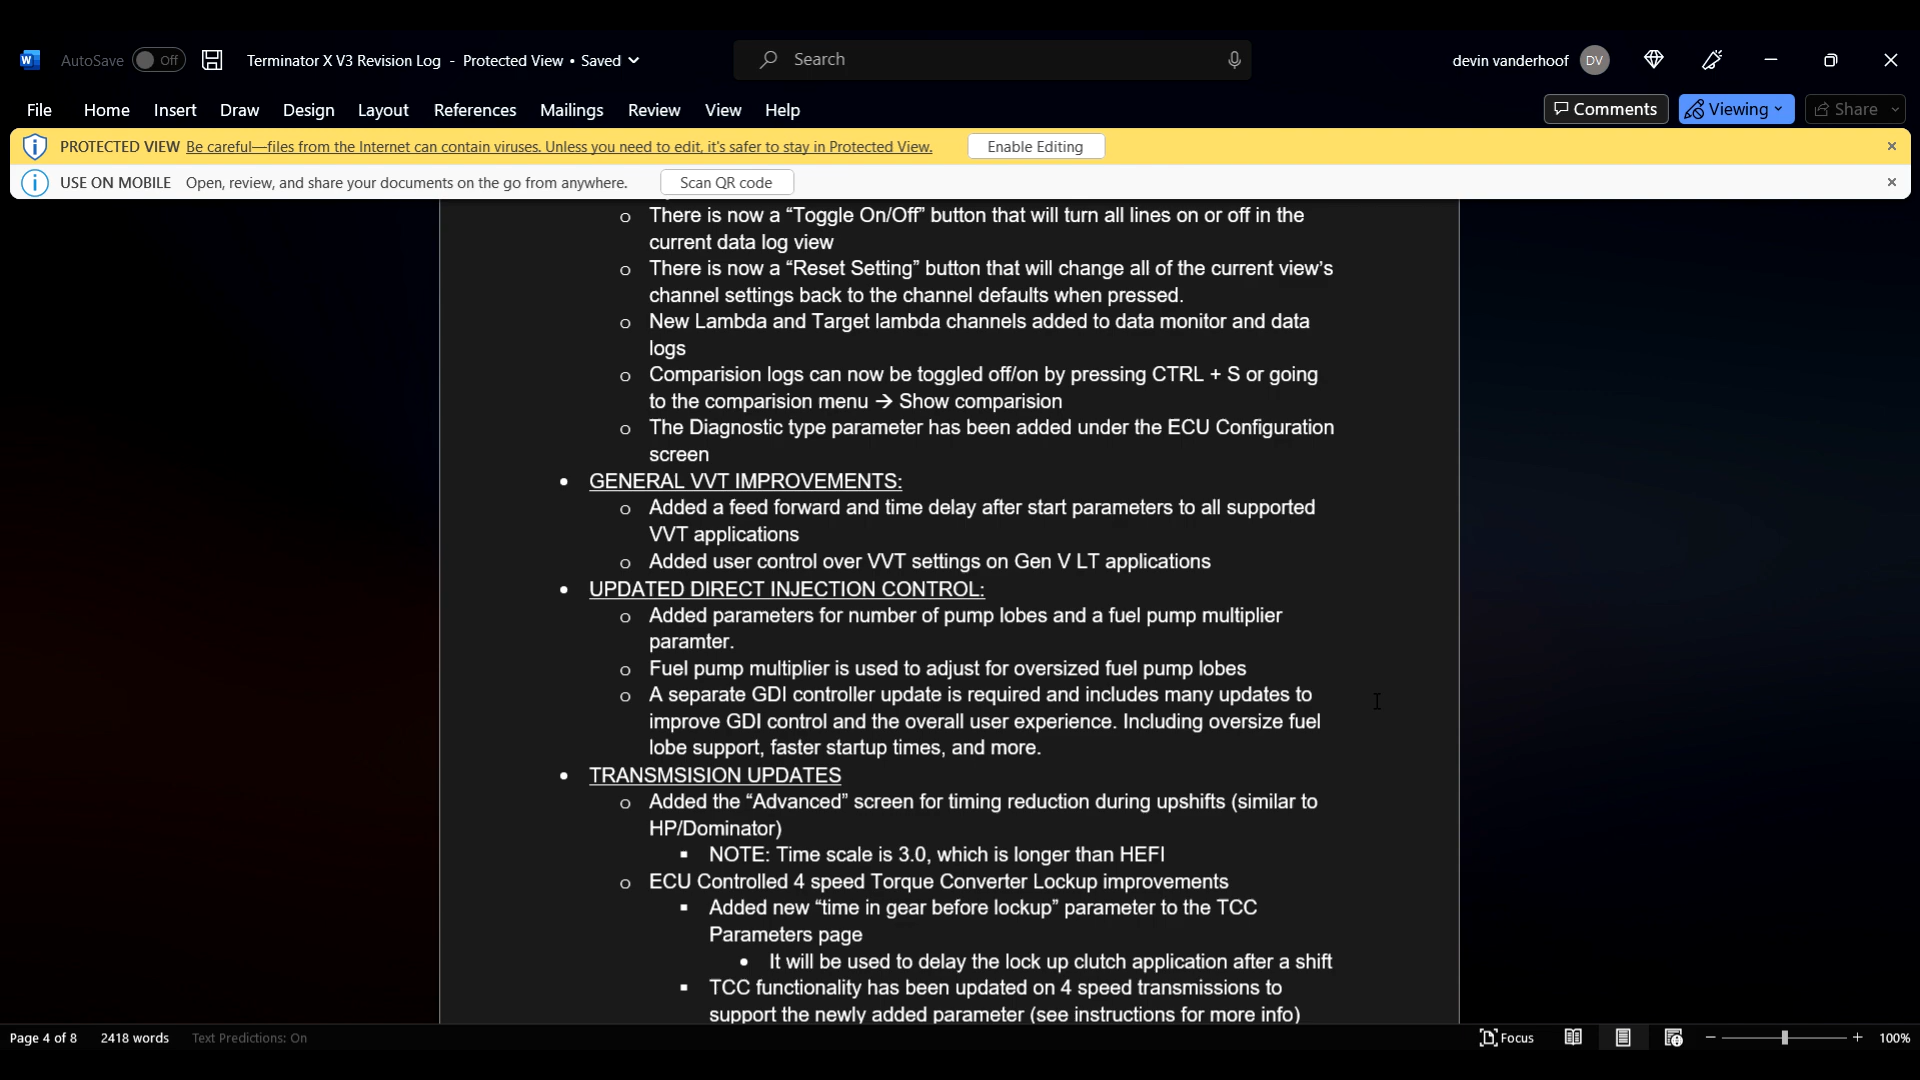 AutoSave Off Terminator X V3 Revision Log - Protected View • Saved Search devin vanderhoof DV
File Home Insert Draw Design Layout References Mailings Review View Help Comments Viewing Share
PROTECTED VIEW Be careful—files from the Internet can contain viruses. Unless you need to edit, it's safer to stay in Protected View. Enable Editing
USE ON MOBILE Open, review, and share your documents on the go from anywhere. Scan QR code
o There is now a “Toggle On/Off” button that will turn all lines on or off in the
current data log view
o There is now a “Reset Setting” button that will change all of the current view’s
channel settings back to the channel defaults when pressed.
o New Lambda and Target lambda channels added to data monitor and data
logs
o Comparision logs can now be toggled off/on by pressing CTRL + S or going
to the comparision menu → Show comparision
o The Diagnostic type parameter has been added under the ECU Configuration
screen
• GENERAL VVT IMPROVEMENTS:
o Added a feed forward and time delay after start parameters to all supported
VVT applications
o Added user control over VVT settings on Gen V LT applications
• UPDATED DIRECT INJECTION CONTROL:
o Added parameters for number of pump lobes and a fuel pump multiplier
paramter.
o Fuel pump multiplier is used to adjust for oversized fuel pump lobes
o A separate GDI controller update is required and includes many updates to
improve GDI control and the overall user experience. Including oversize fuel
lobe support, faster startup times, and more.
• TRANSMSISION UPDATES
o Added the “Advanced” screen for timing reduction during upshifts (similar to
HP/Dominator)
▪ NOTE: Time scale is 3.0, which is longer than HEFI
o ECU Controlled 4 speed Torque Converter Lockup improvements
▪ Added new “time in gear before lockup” parameter to the TCC
Parameters page
• It will be used to delay the lock up clutch application after a shift
▪ TCC functionality has been updated on 4 speed transmissions to
support the newly added parameter (see instructions for more info)
Page 4 of 8 2418 words Text Predictions: On Focus 100%